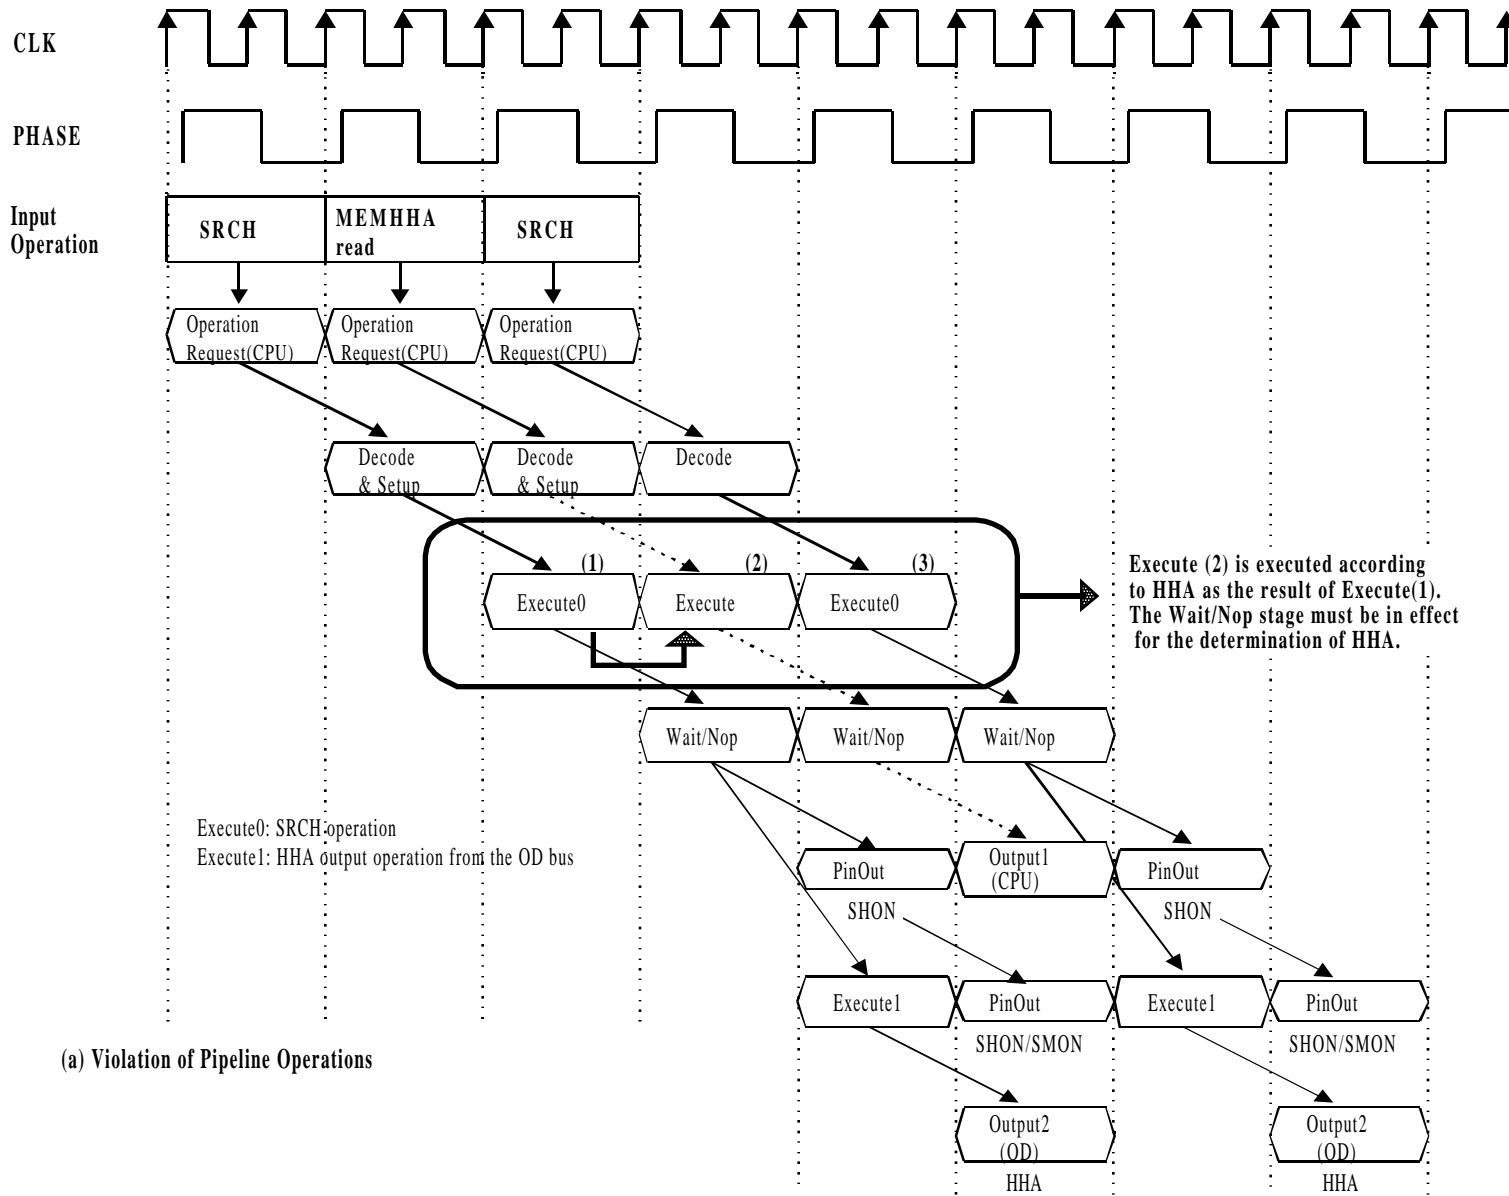 CLK
PHASE
Input
Operation
SRCH
MEMHHA
read
SRCH
Operation
Request(CPU)
Operation
Request(CPU)
Operation
Request(CPU)
Decode
& Setup
Decode
& Setup
Decode
(1)
(2)
(3)
Execute0
Execute
Execute0
Execute (2) is executed according
to HHA as the result of Execute(1).
The Wait/Nop stage must be in effect
for the determination of HHA.
Wait/Nop
Wait/Nop
Wait/Nop
Execute0: SRCH operation
Execute1: HHA output operation from the OD bus
PinOut
Output1
(CPU)
PinOut
SHON
SHON
Execute1
PinOut
Execute1
PinOut
SHON/SMON
SHON/SMON
(a) Violation of Pipeline Operations
Output2
(OD)
Output2
(OD)
HHA
HHA